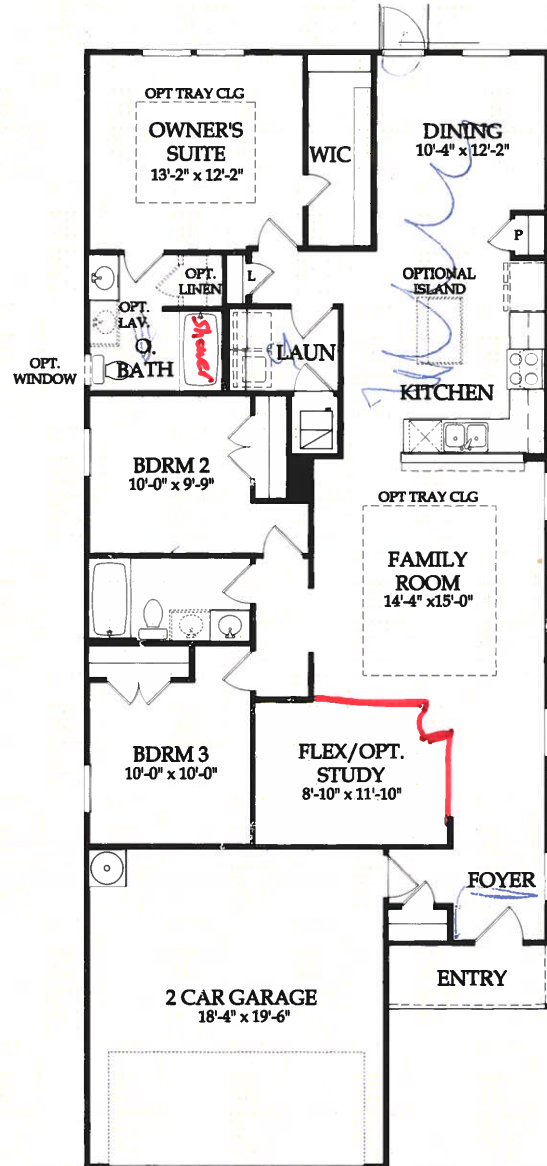 OPT TRAY CLG
OWNER'S
SUITE
13'-2" x 12'-2"
WIC
DINING
10'-4" x 12'-2"
P
OPT.
LINEN
L
OPTIONAL
ISLAND
OPT.
LAV.
O.
BATH
Shower
LAUN
OPT.
WINDOW
KITCHEN
BDRM 2
10'-0" x 9'-9"
OPT TRAY CLG
FAMILY
ROOM
14'-4" x15'-0"
BDRM 3
10'-0" x 10'-0"
FLEX/OPT.
STUDY
8'-10" x 11'-10"
FOYER
ENTRY
2 CAR GARAGE
18'-4" x 19'-6"